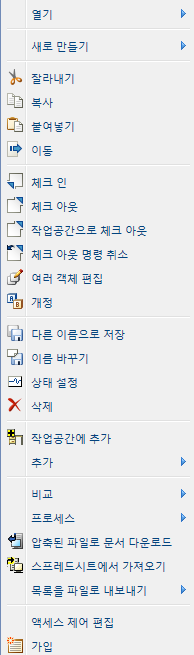 열기
새로 만들기
잘라내기
복사
붙여넣기
이동
체크 인
체크 아웃
작업공간으로 체크 아웃
체크 아웃 명령 취소
여러 객체 편집
개정
다른 이름으로 저장
이름 바꾸기
상태 설정
삭제
작업공간에 추가
추가
비교
프로세스
압축된 파일로 문서 다운로드
스프레드시트에서 가져오기
목록을 파일로 내보내기
액세스 제어 편집
가입